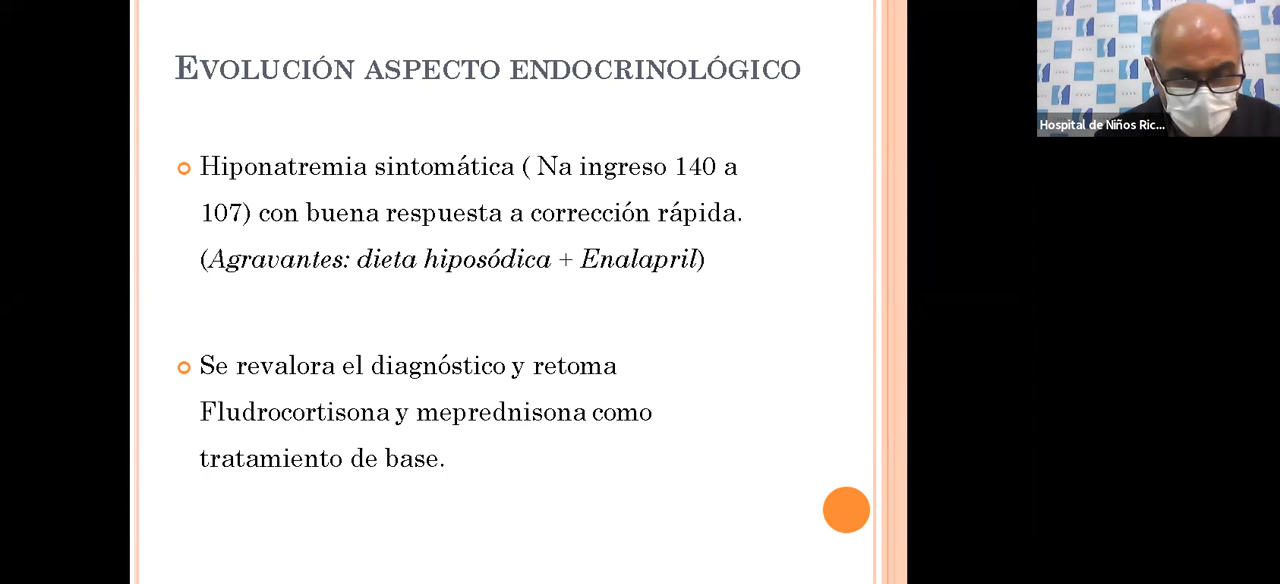 EVOLUCIÓN ASPECTO ENDOCRINOLÓGICO
Hiponatremia sintomática ( Na ingreso 140 a
107) con buena respuesta a corrección rápida.
(Agravantes: dieta hiposódica + Enalapril)
Se revalora el diagnóstico y retoma
Fludrocortisona y meprednisona como
tratamiento de base.
Hospital de Niños Ric...